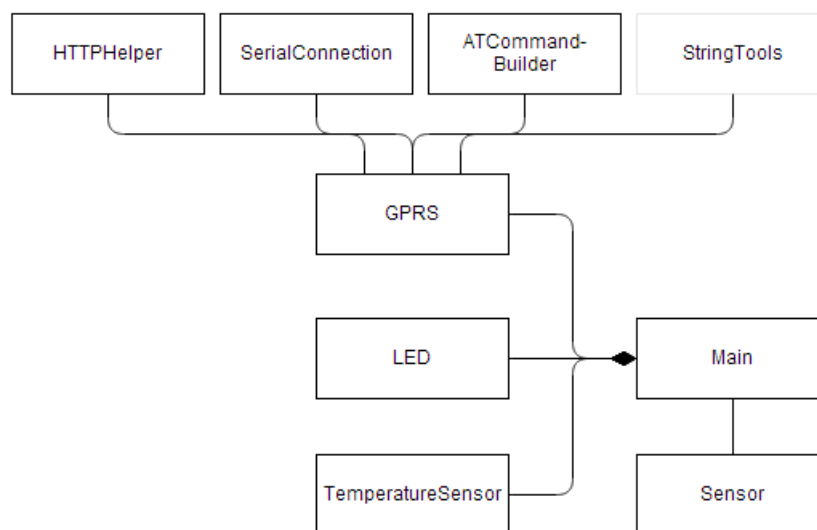 HTTPHelper
SerialConnection
ATCommand-
Builder
StringTools
GPRS
LED
Main
TemperatureSensor
Sensor